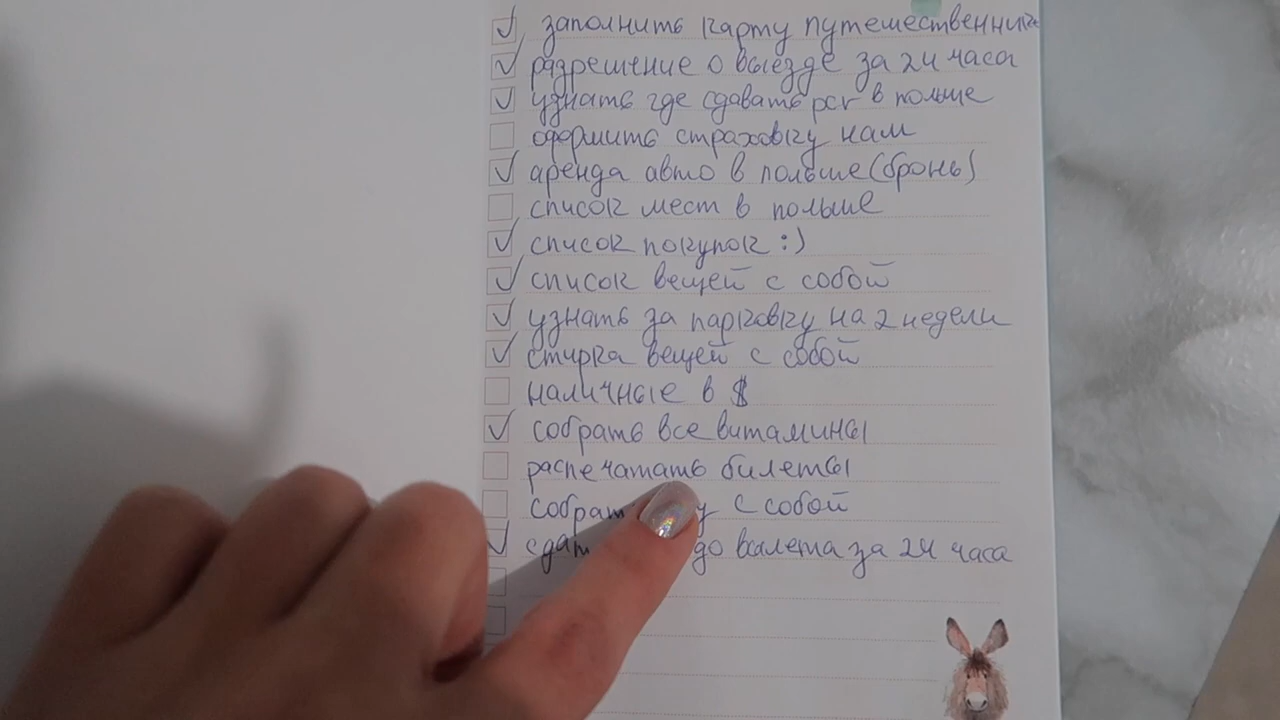 заполнить карту путешественника
разрешение о выезде за 24 часа
узнать где сдавать pcr в польше
оформить страховку нам
аренда авто в польше (бронь)
список мест в польше
список покупок :)
список вещей с собой
узнать за парковку на 2 недели
стирка вещей с собой
наличные в $
собрать все витамины
распечатать билеты
с собой
до вылета за 24 часа